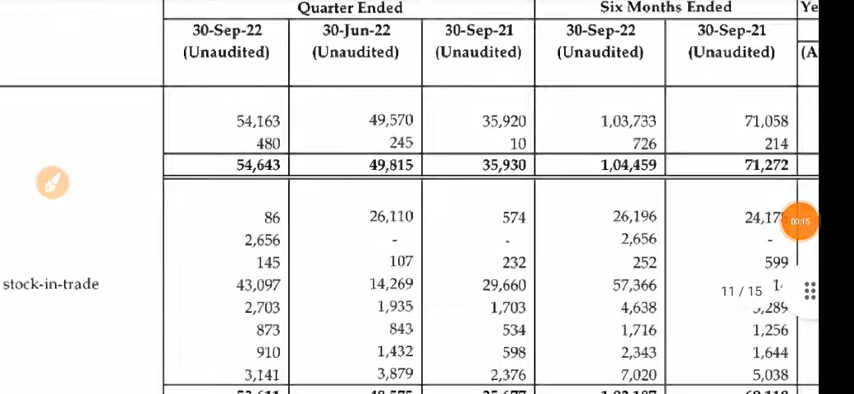 Quarter Ended Six Months Ended Ye
30-Sep-22 30-Jun-22 30-Sep-21 30-Sep-22 30-Sep-21
(Unaudited) (Unaudited) (Unaudited) (Unaudited) (Unaudited) (A
54,163 49,570 35,920 1,03,733 71,058
480 245 10 726 214
54,643 49,815 35,930 1,04,459 71,272
86 26,110 574 26,196 24,17
00:15
2,656 - - 2,656 -
145 107 232 252 599
stock-in-trade 43,097 14,269 29,660 57,366
11 / 15
2,703 1,935 1,703 4,638
873 843 534 1,716 1,256
910 1,432 598 2,343 1,644
3,141 3,879 2,376 7,020 5,038